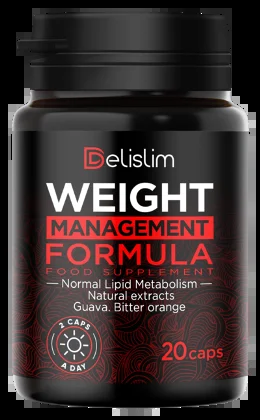 Delislim
WEIGHT
MANAGEMENT
FORMULA
FOOD SUPPLEMENT
Normal Lipid Metabolism
Natural extracts
Guava. Bitter orange
2 CAPS
A DAY
20 caps